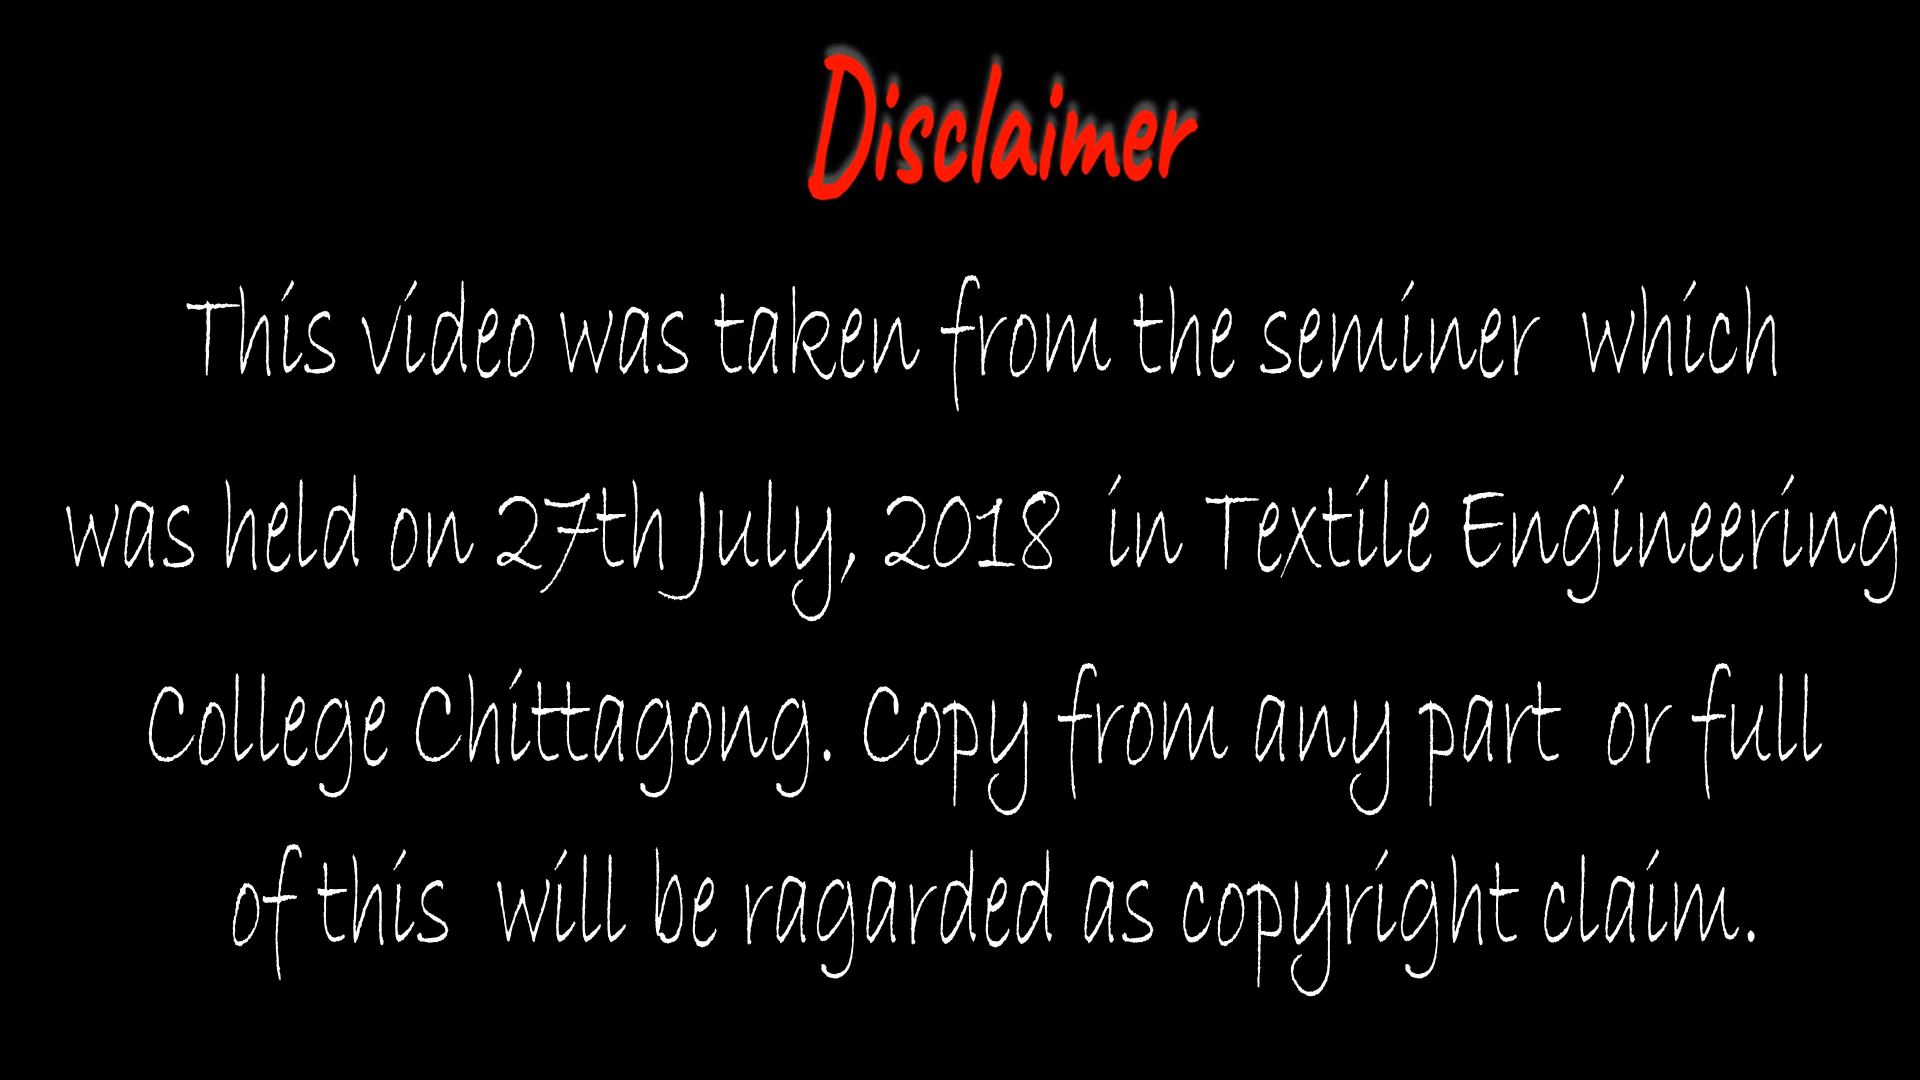 Disclaimer
This video was taken from the seminer which
was held on 27th July, 2018 in Textile Engineering
College Chittagong. Copy from any part or full
of this will be ragarded as copyright claim.